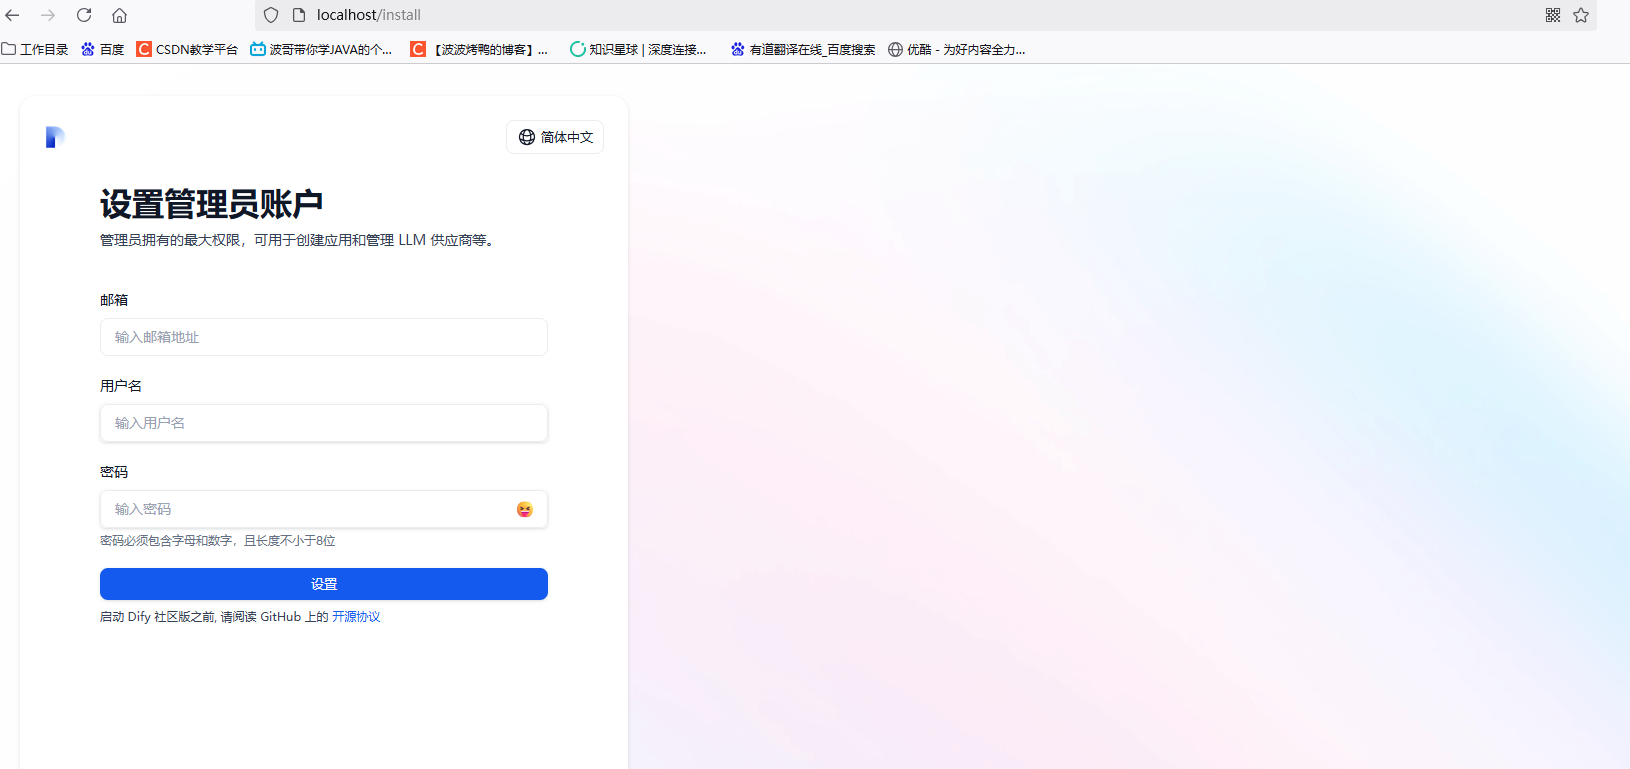 localhost/install
工作目录 百度 CSDN教学平台 波哥带你学JAVA的个... 【波波烤鸭的博客】... 知识星球 | 深度连接... 有道翻译在线_百度搜索 优酷 - 为好内容全力...
简体中文
设置管理员账户
管理员拥有的最大权限，可用于创建应用和管理 LLM 供应商等。
邮箱
输入邮箱地址
用户名
输入用户名
密码
输入密码
密码必须包含字母和数字，且长度不小于8位
设置
启动 Dify 社区版之前, 请阅读 GitHub 上的 开源协议